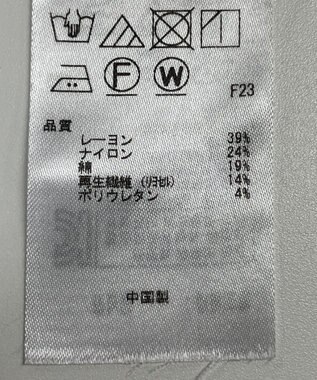 F W
F23
品質
レーヨン 39%
ナイロン 24%
綿 19%
再生繊維（リヨセル） 14%
ポリウレタン 4%
中国製